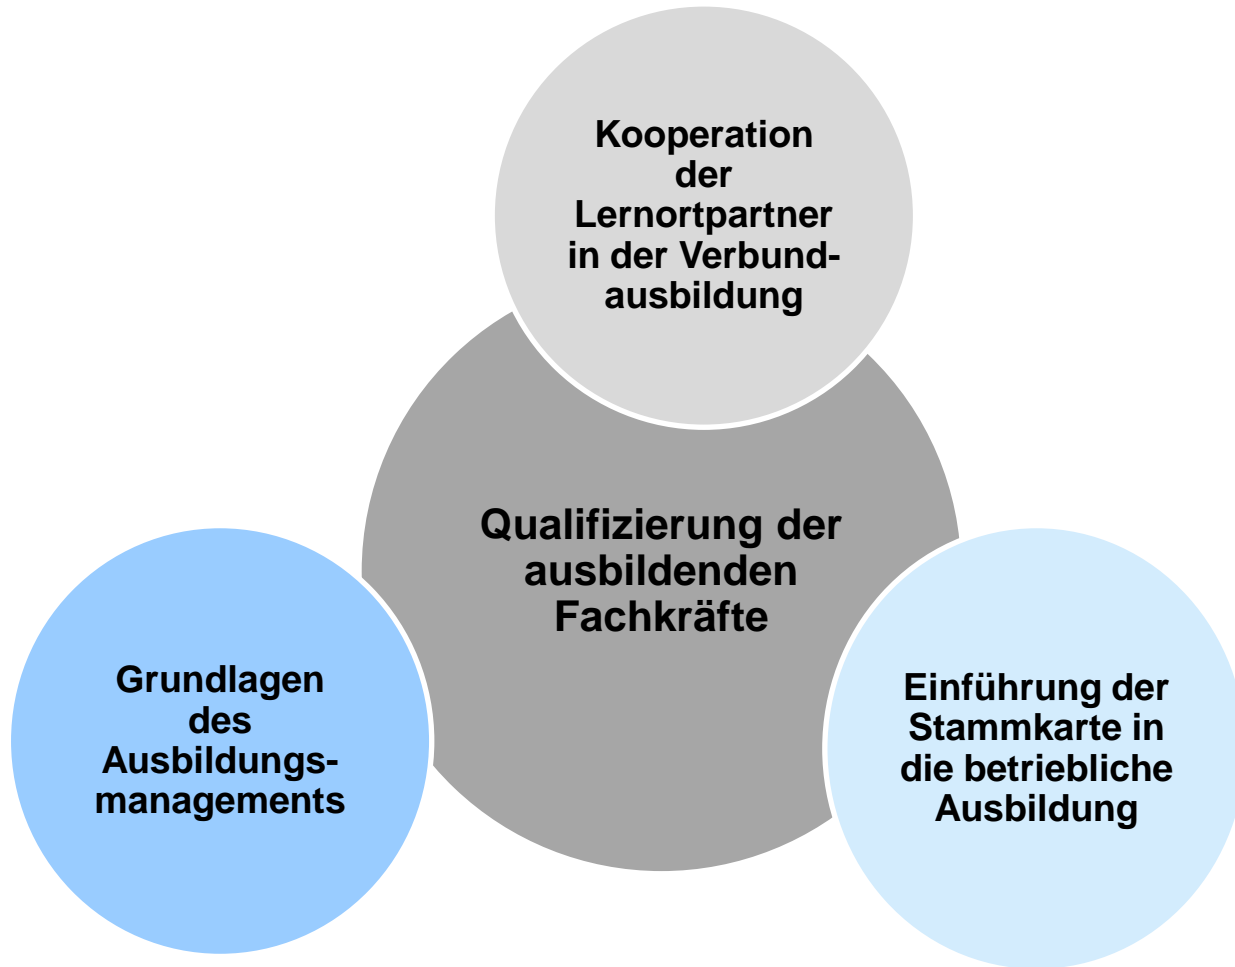 Kooperation
der
Lernortpartner
in der Verbund-
ausbildung
Qualifizierung der
ausbildenden
Fachkräfte
Grundlagen
des
Ausbildungs-
managements
Einführung der
Stammkarte in
die betriebliche
Ausbildung